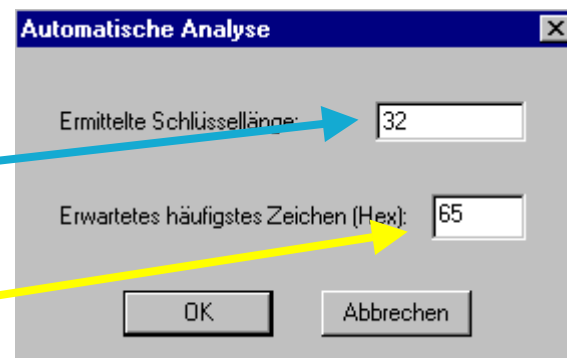 Automatische Analyse
Ermittelte Schlüssellänge: 32
Erwartetes häufigstes Zeichen (Hex): 65
OK Abbrechen